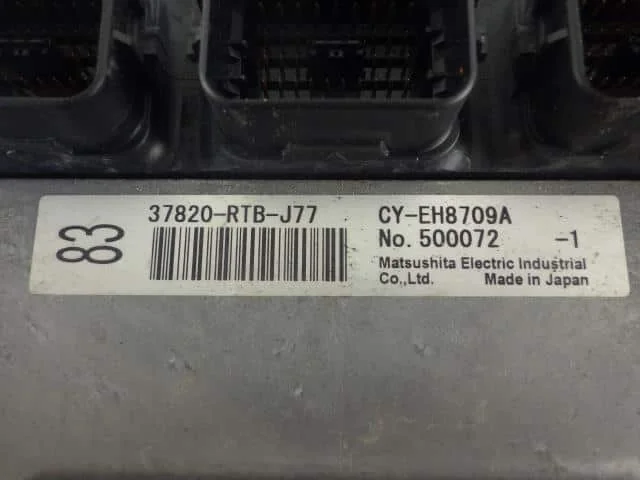 83
37820-RTB-J77
CY-EH8709A
No. 500072 -1
Matsushita Electric Industrial
Co.,Ltd. Made in Japan